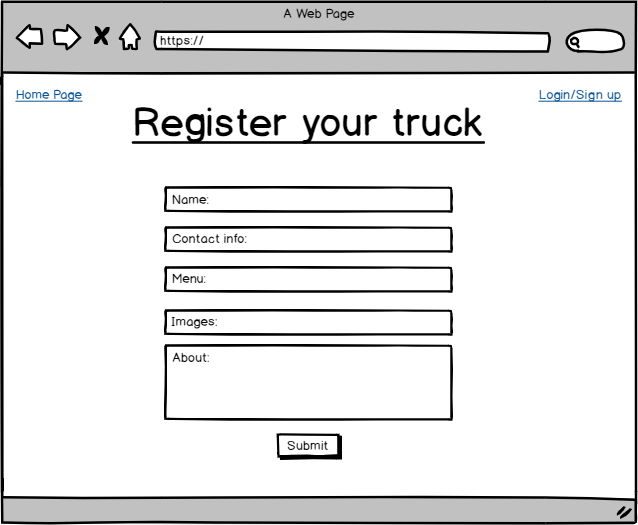 A Web Page
https://
Home Page
Login/Sign up
Register your truck
Name:
Contact info:
Menu:
Images:
About:
Submit